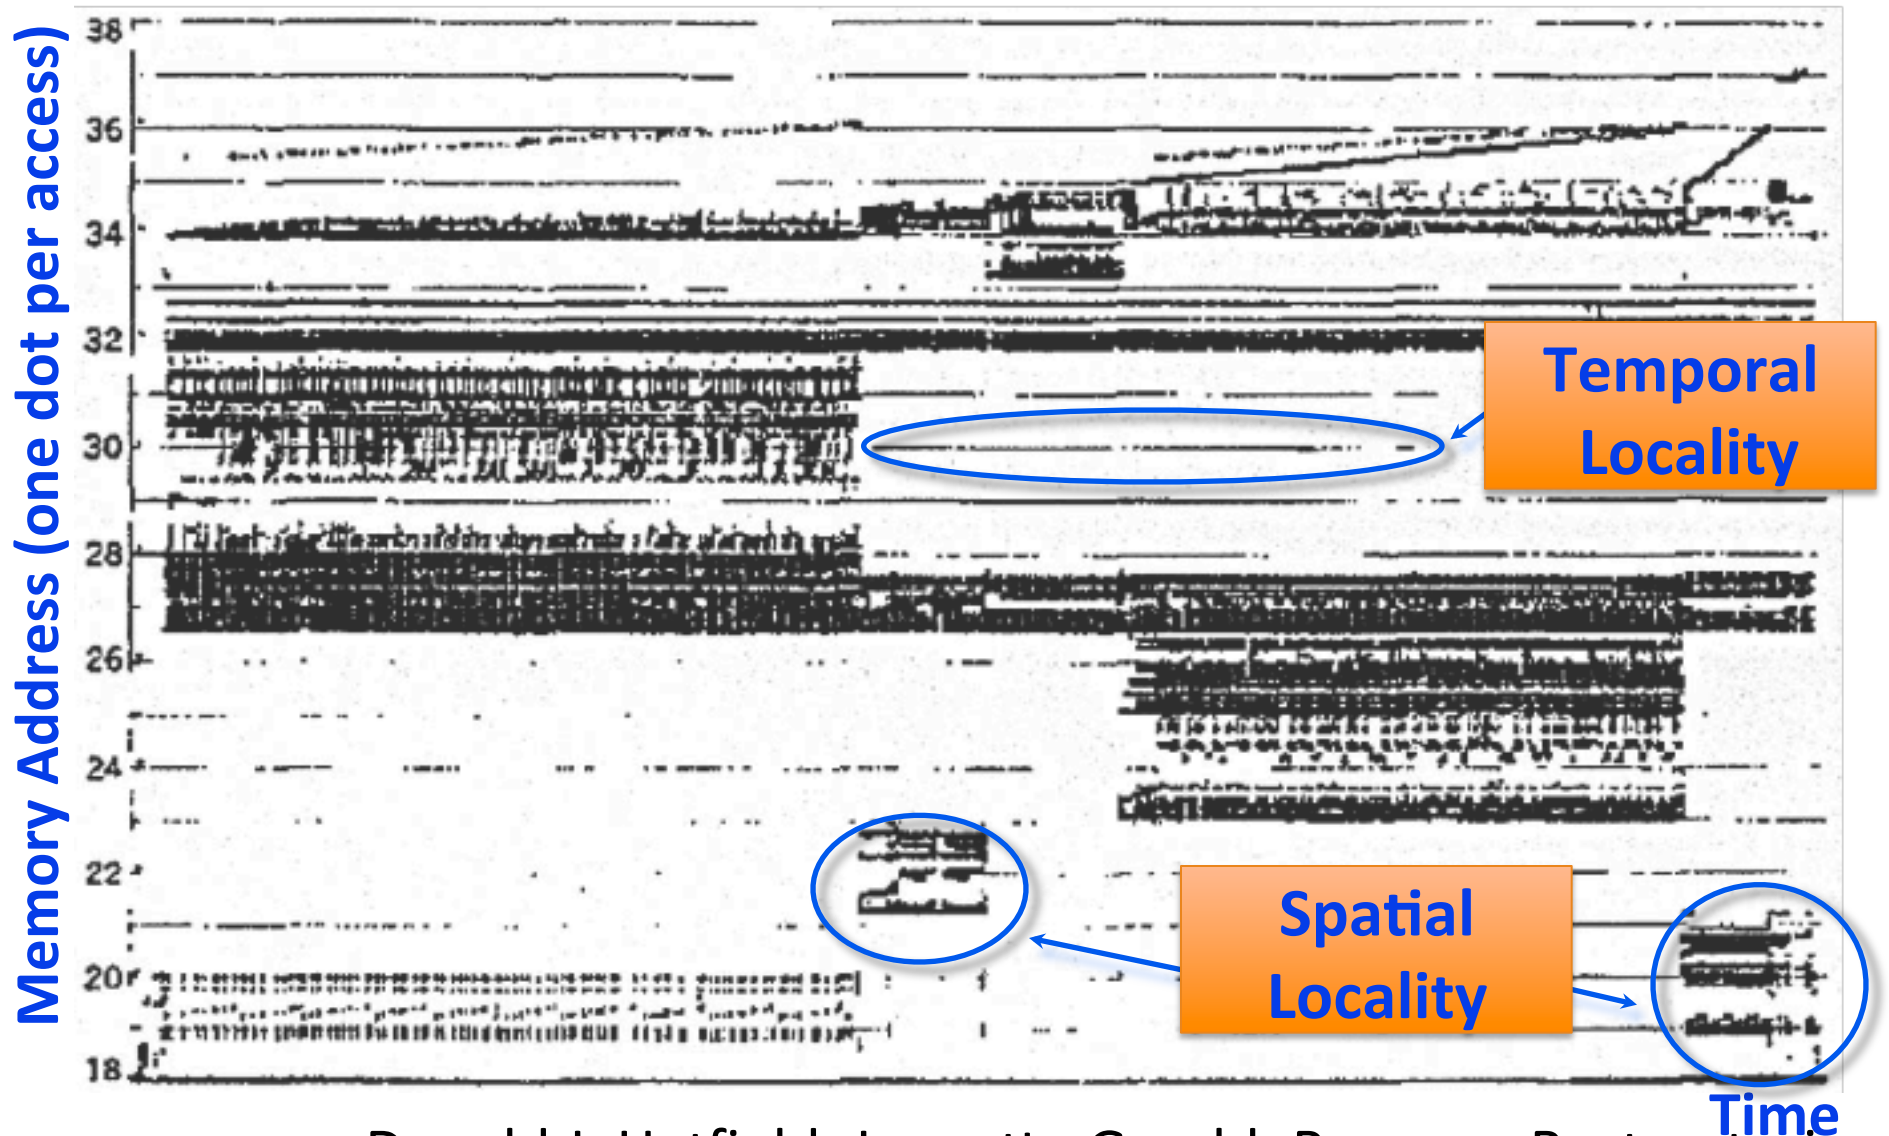 Memory Address (one dot per access)
38
36
34
32
30
28
26
24
22
20
18
Temporal
Locality
Spatial
Locality
Time